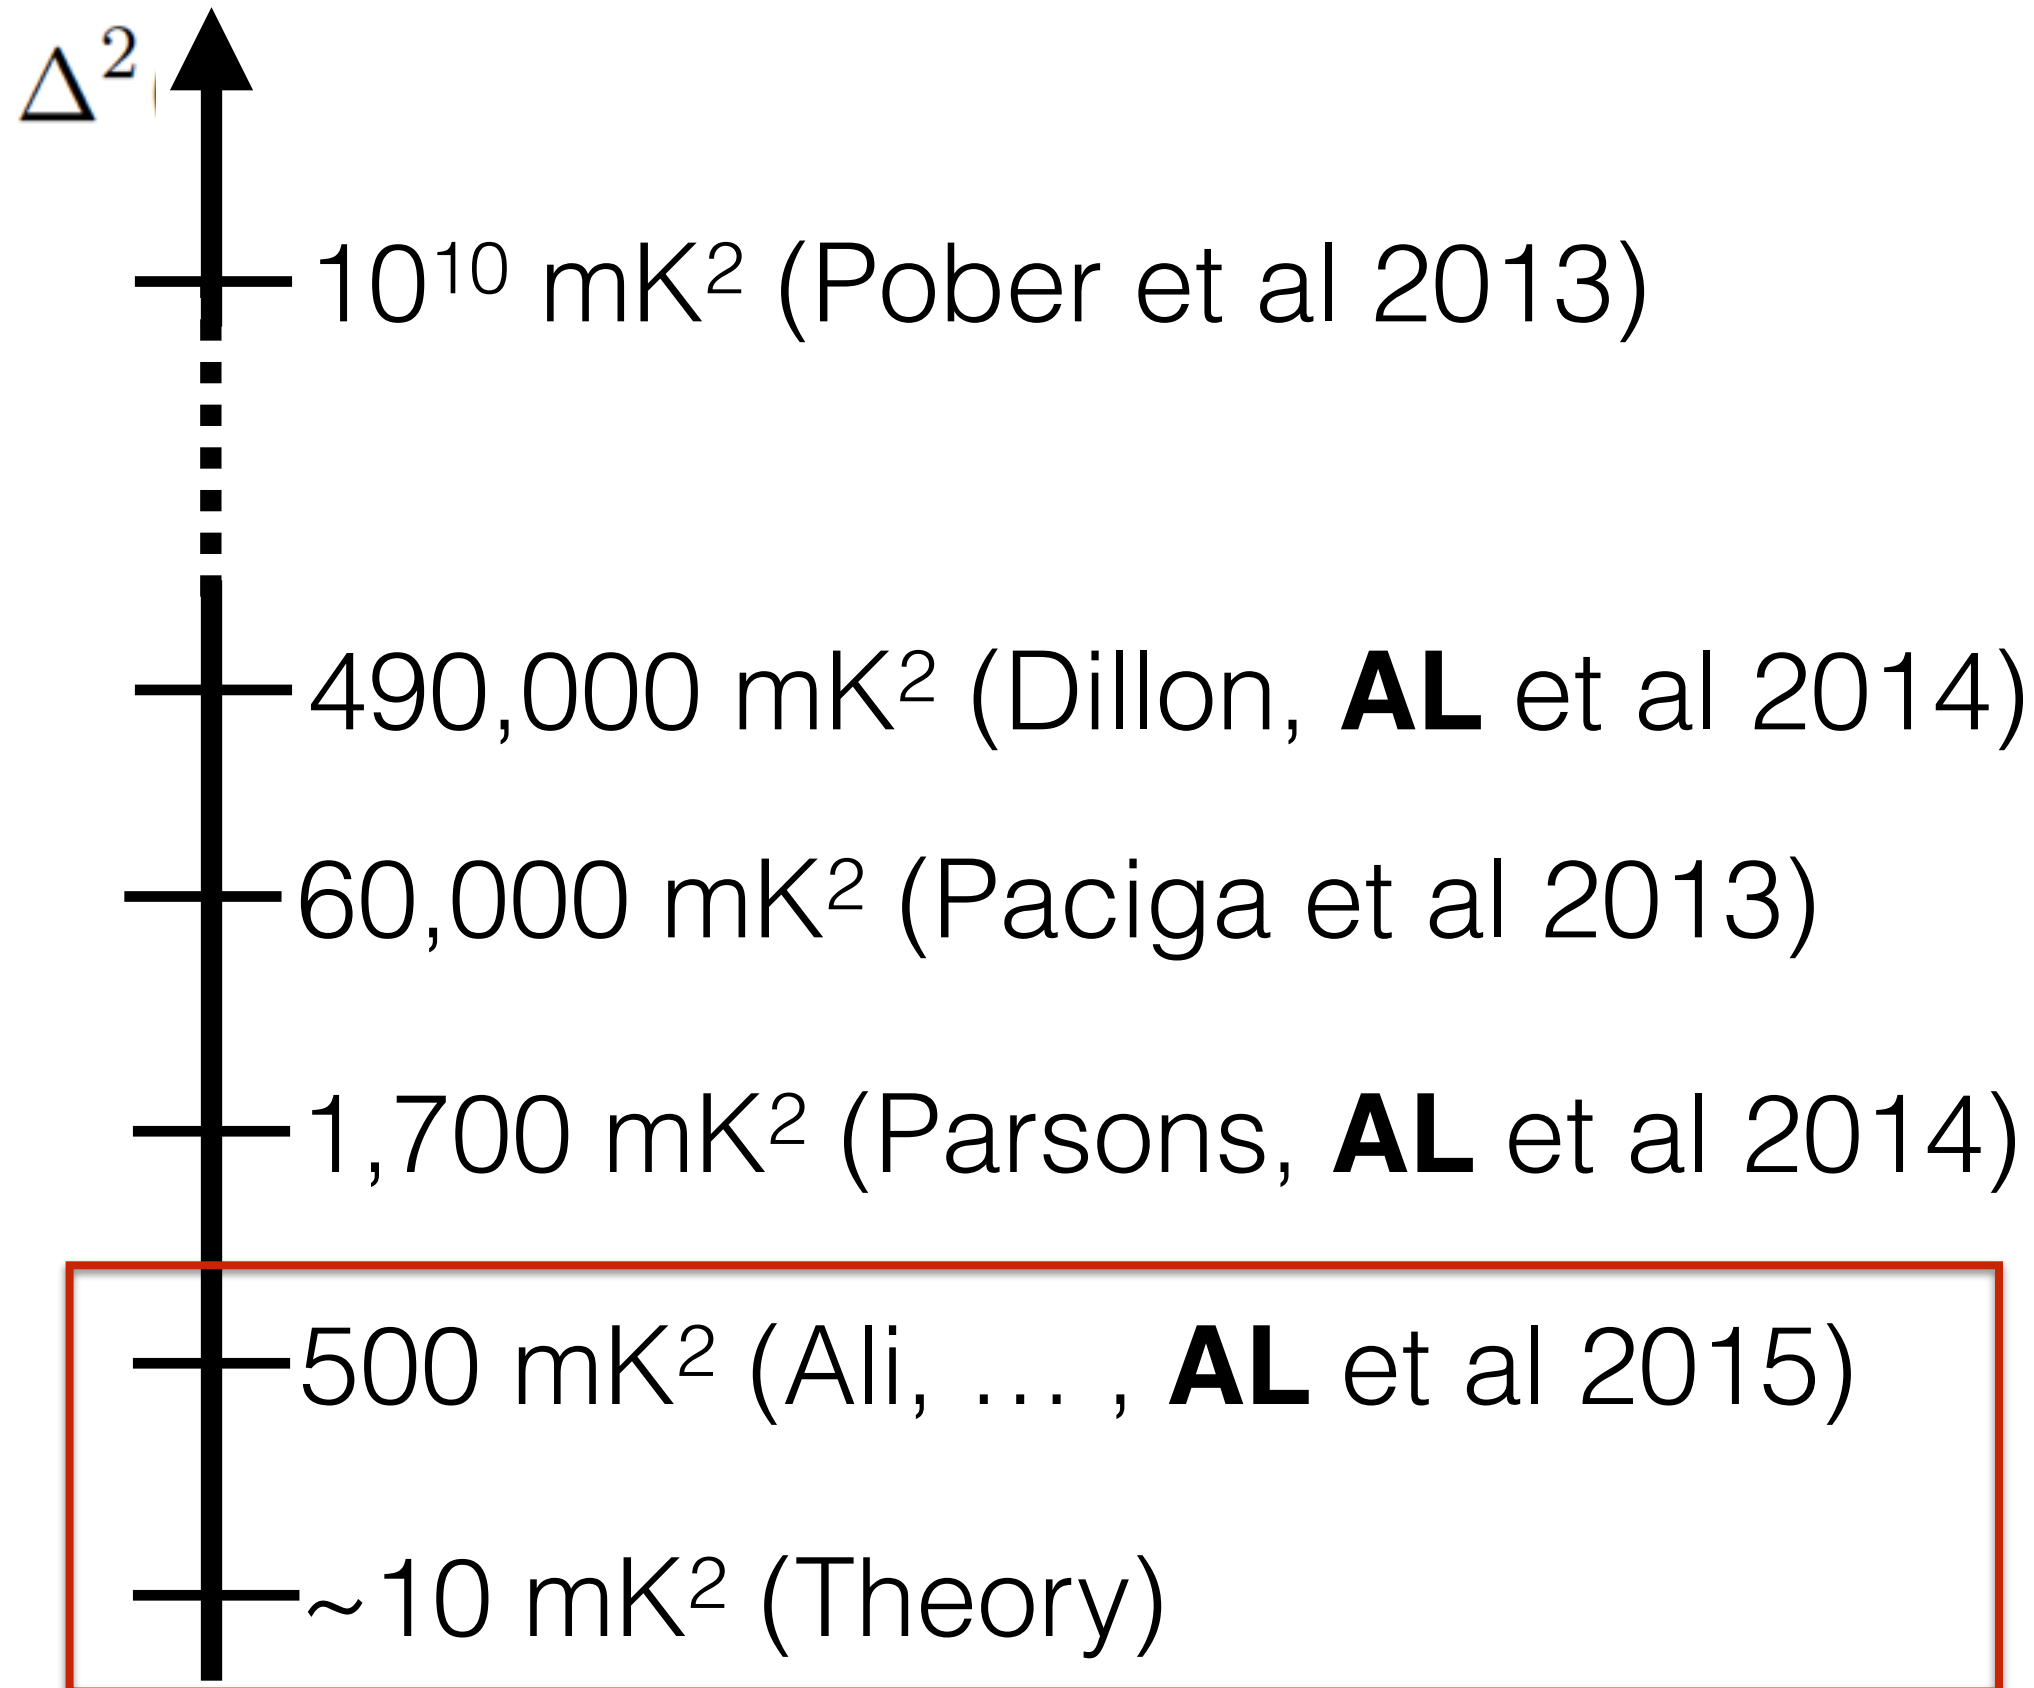 Δ²(
10¹⁰ mK² (Pober et al 2013)
490,000 mK² (Dillon, AL et al 2014)
60,000 mK² (Paciga et al 2013)
1,700 mK² (Parsons, AL et al 2014)
500 mK² (Ali, … , AL et al 2015)
~10 mK² (Theory)